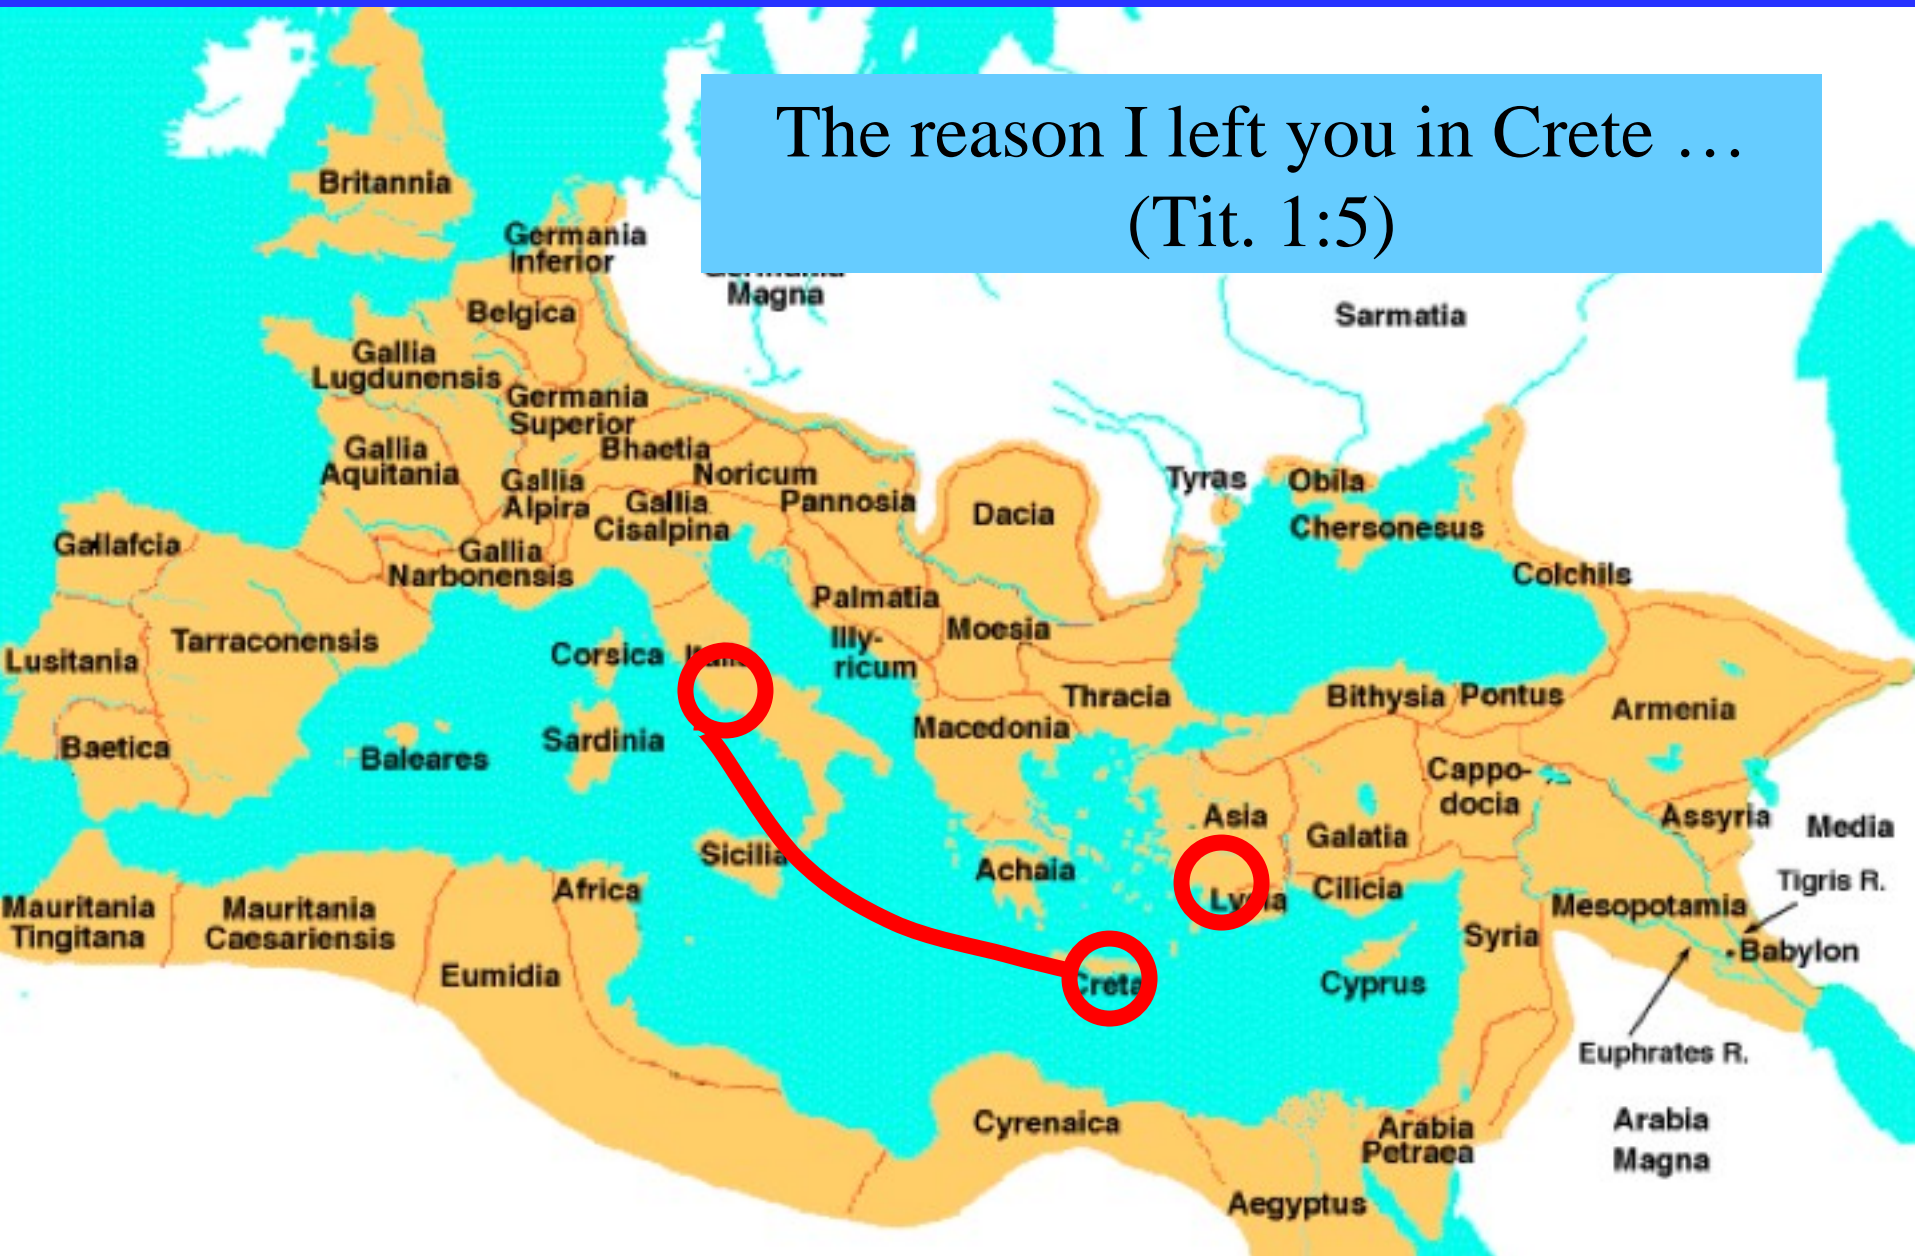 The reason I left you in Crete …
(Tit. 1:5)
Britannia
Germania
Inferior
Magna
Sarmatia
Belgica
Gallia
Lugdunensis
Germania
Superior
Bhaetia
Gallia
Aquitania
Noricum
Gallia
Alpira
Gallia
Cisalpina
Pannosia
Dacia
Tyras
Obila
Chersonesus
Gallafcia
Gallia
Narbonensis
Colchils
Palmatia
Moesia
Illy-
ricum
Tarraconensis
Lusitania
Corsica
Thracia
Bithysia
Pontus
Armenia
Macedonia
Baetica
Baleares
Sardinia
Cappo-
docia
Asia
Galatia
Assyria
Media
Sicilia
Achaia
Africa
Cilicia
Tigris R.
Mauritania
Tingitana
Mauritania
Caesariensis
Mesopotamia
Syria
Babylon
Eumidia
Creta
Cyprus
Euphrates R.
Cyrenaica
Arabia
Petraea
Arabia
Magna
Aegyptus